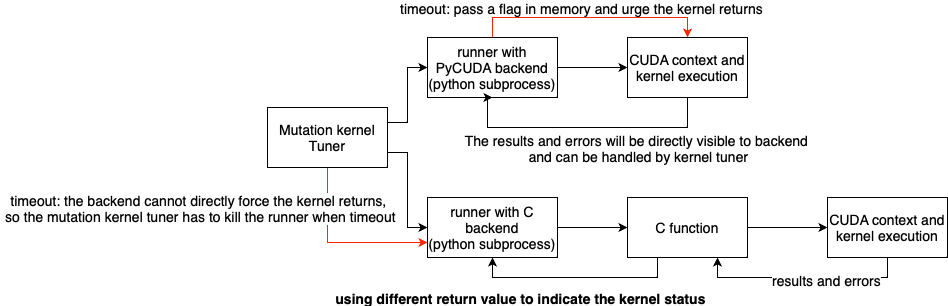 timeout: pass a flag in memory and urge the kernel returns
runner with
PyCUDA backend
(python subprocess)
CUDA context and
kernel execution
Mutation kernel
Tuner
The results and errors will be directly visible to backend
and can be handled by kernel tuner
timeout: the backend cannot directly force the kernel returns,
so the mutation kernel tuner has to kill the runner when timeout
runner with C
backend
(python subprocess)
C function
CUDA context and
kernel execution
results and errors
using different return value to indicate the kernel status